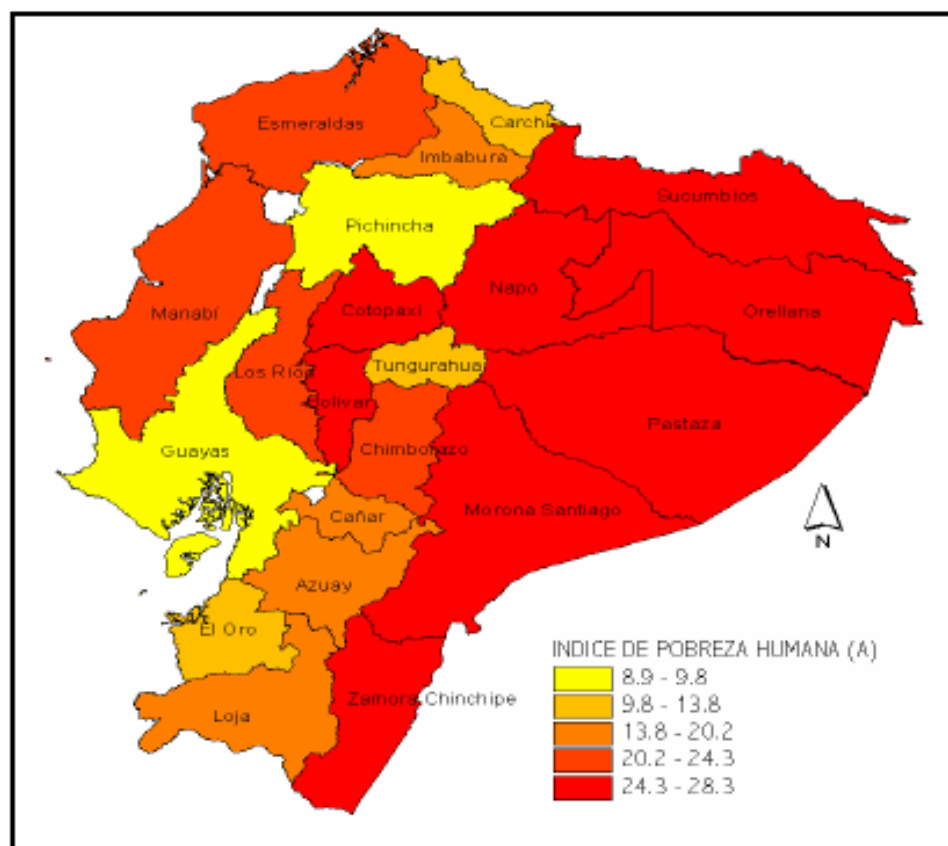 Esmeraldas
Carchi
Imbabura
Sucumbios
Pichincha
Napo
Cotopaxi
Manabí
Orellana
Tungurahua
Los Ríos
Bolívar
Pastaza
Guayas
Chimborazo
Morona Santiago
Cañar
N
Azuay
El Oro
INDICE DE POBREZA HUMANA (A)
8.9 - 9.8
Zamora Chinchipe
9.8 - 13.8
Loja
13.8 - 20.2
20.2 - 24.3
24.3 - 28.3